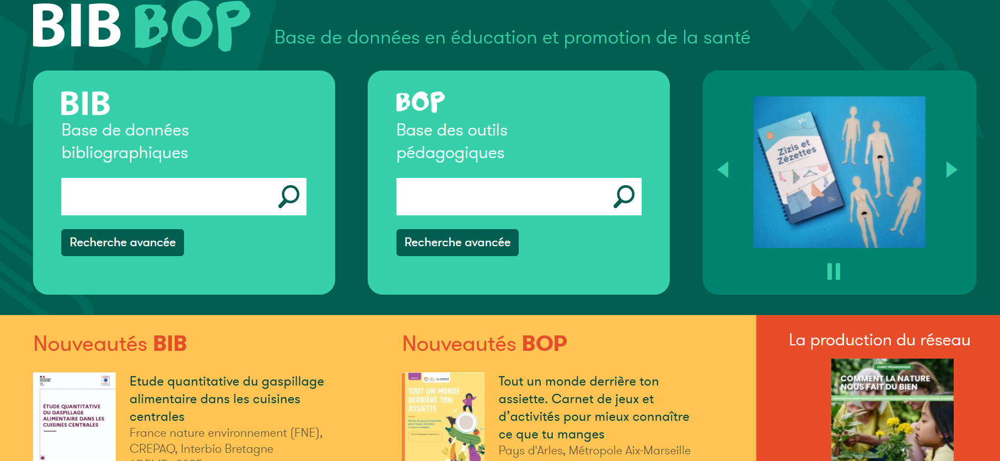 BIB BOP
Base de données en éducation et promotion de la santé
BIB
Base de données
bibliographiques
Recherche avancée
BOP
Base des outils
pédagogiques
Recherche avancée
Zizis et
Zézettes
Nouveautés BIB
ÉTUDE QUANTITATIVE
DU GASPILLAGE
ALIMENTAIRE DANS LES
CUISINES CENTRALES
Etude quantitative du gaspillage
alimentaire dans les cuisines
centrales
France nature environnement (FNE),
CREPAQ, Interbio Bretagne
Nouveautés BOP
TOUT UN MONDE
DERRIÈRE TON
ASSIETTE
Tout un monde derrière ton
assiette. Carnet de jeux et
d’activités pour mieux connaître
ce que tu manges
Pays d'Arles, Métropole Aix-Marseille
La production du réseau
LIVRET PÉDAGOGIQUE
COMMENT LA NATURE
NOUS FAIT DU BIEN